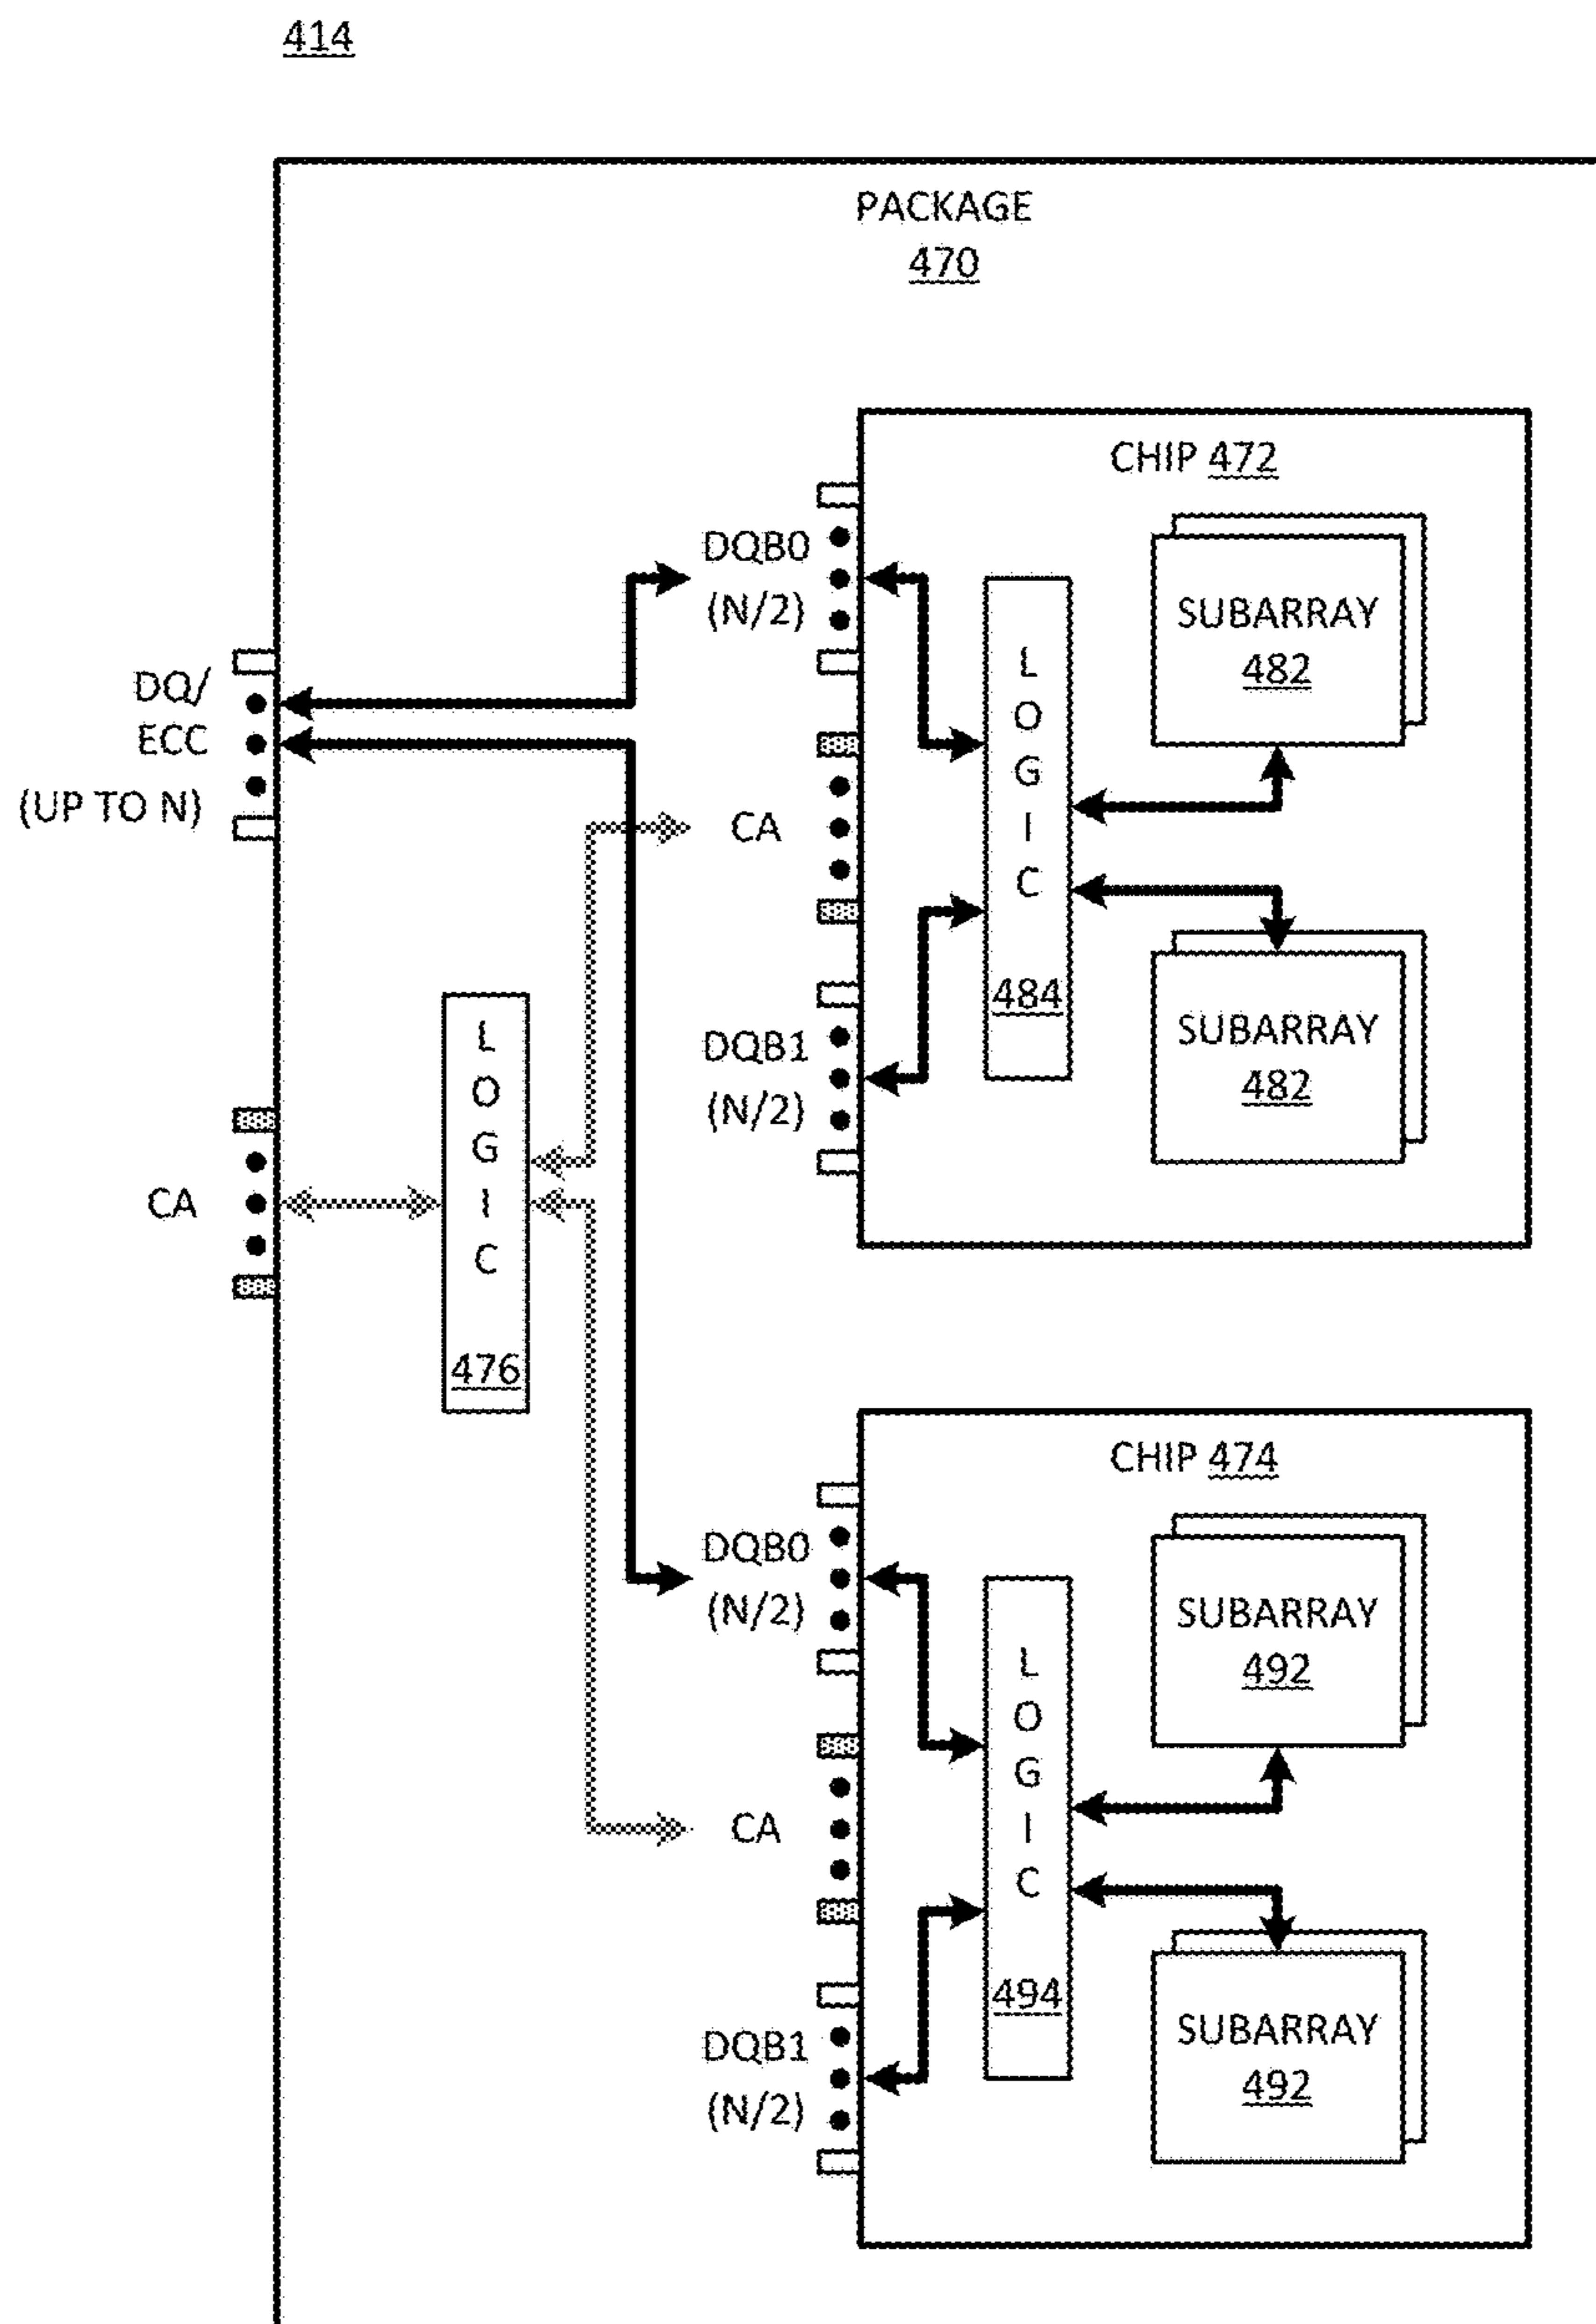 414
PACKAGE
470
CHIP 472
DQB0
(N/2)
LOGIC
484
SUBARRAY
482
SUBARRAY
482
DQ/
ECC
(UP TO N)
CA
DQB1
(N/2)
CA
LOGIC
476
CHIP 474
DQB0
(N/2)
LOGIC
494
SUBARRAY
492
SUBARRAY
492
CA
DQB1
(N/2)